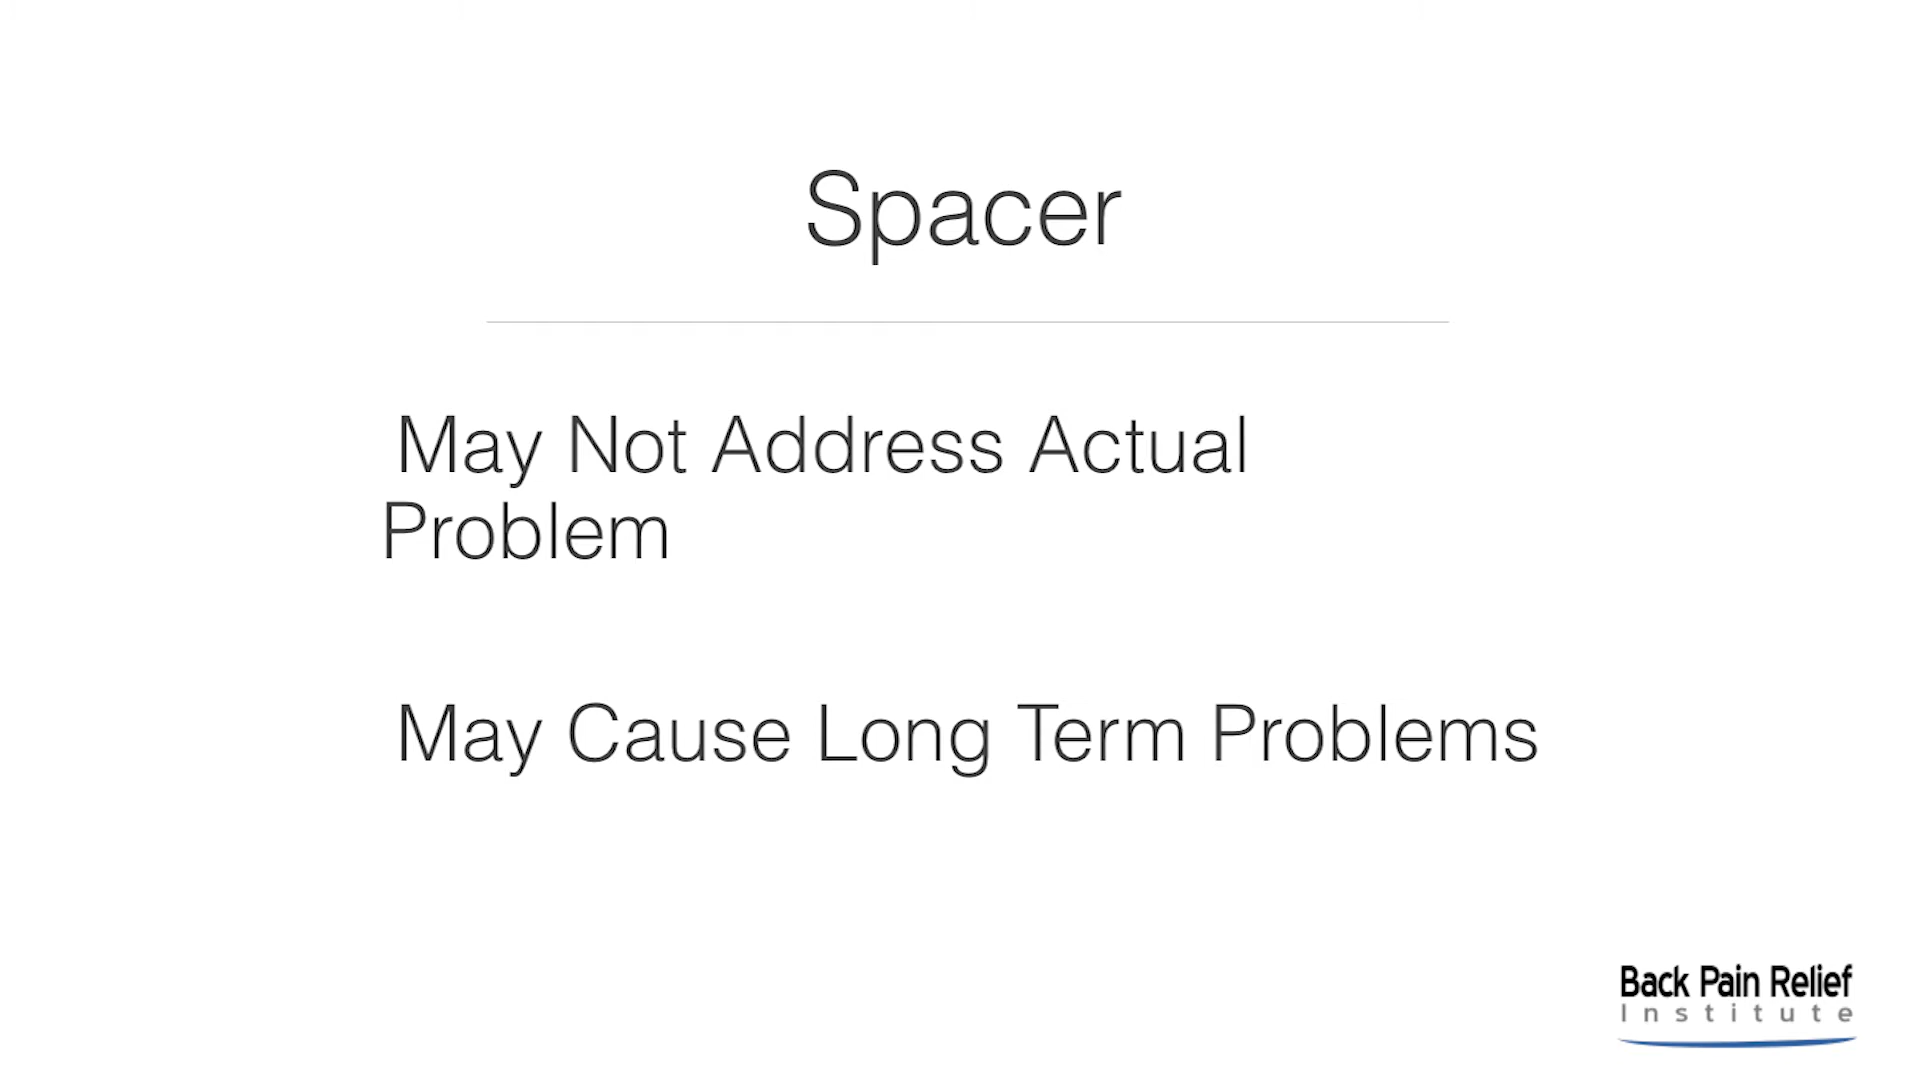 Spacer
May Not Address Actual
Problem
May Cause Long Term Problems
Back Pain Relief
Institute